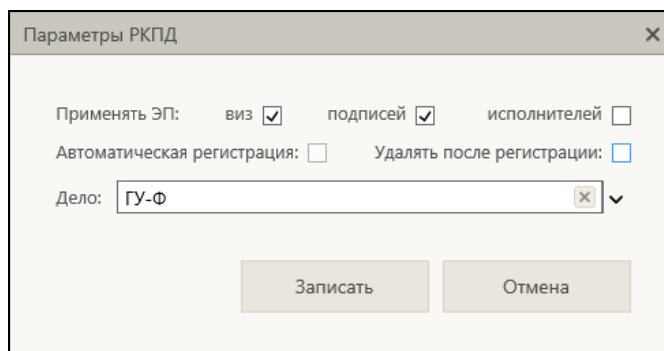 Параметры РКПД
Применять ЭП: виз подписей исполнителей
Автоматическая регистрация: Удалять после регистрации:
Дело: ГУ-Ф
Записать Отмена